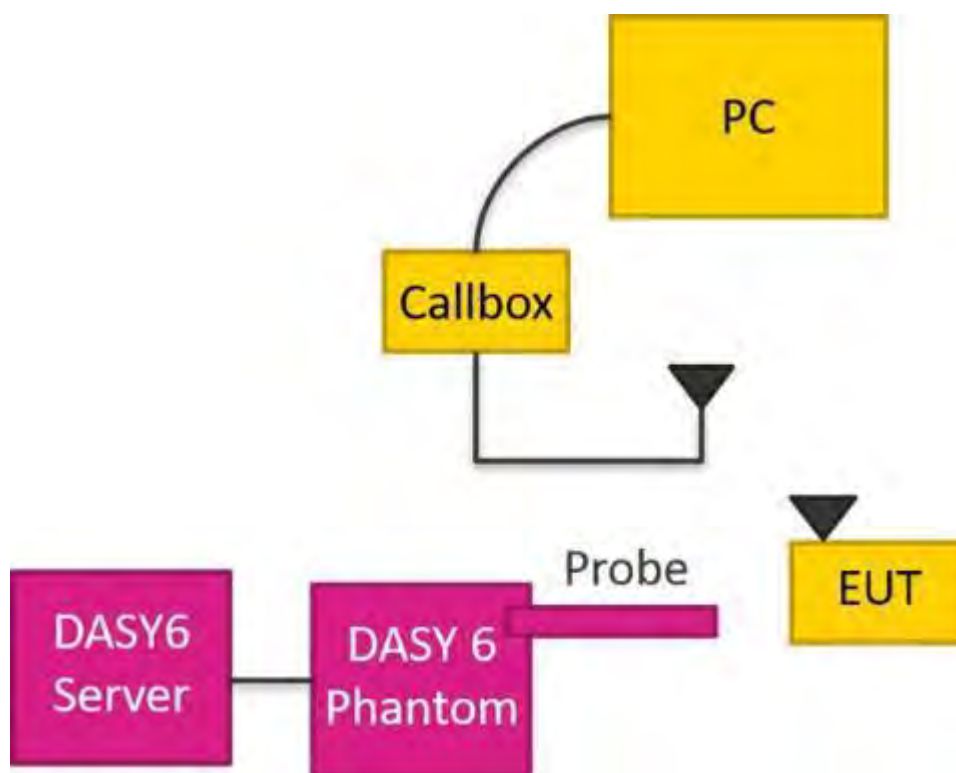 PC
Callbox
Probe
EUT
DASY6
Server
DASY 6
Phantom